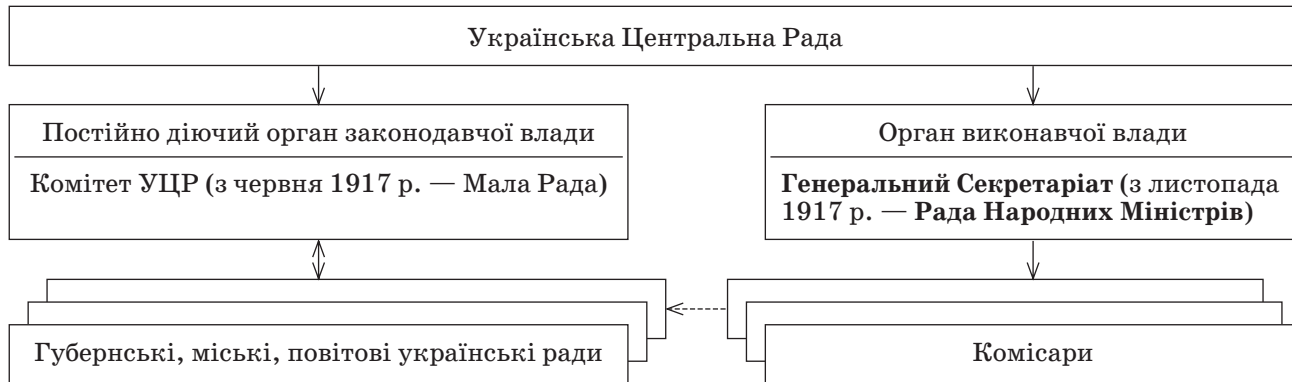 Українська Центральна Рада
Постійно діючий орган законодавчої влади
Комітет УЦР (з червня 1917 р. — Мала Рада)
Орган виконавчої влади
Генеральний Секретаріат (з листопада
1917 р. — Рада Народних Міністрів)
Губернські, міські, повітові українські ради
Комісари